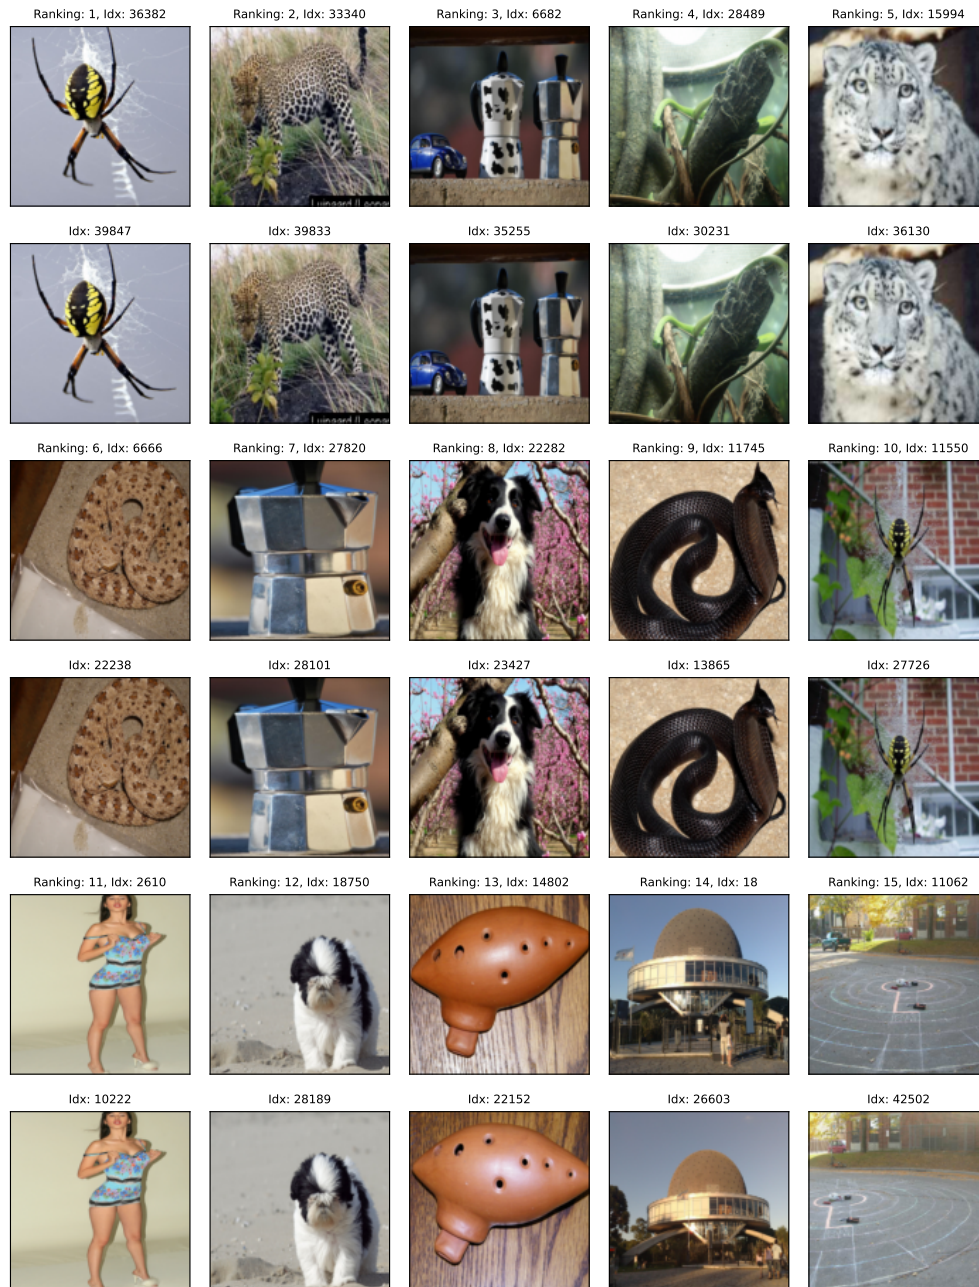 Ranking: 1, Idx: 36382
Ranking: 2, Idx: 33340
Ranking: 3, Idx: 6682
Ranking: 4, Idx: 28489
Ranking: 5, Idx: 15994
Idx: 39847
Idx: 39833
Idx: 35255
Idx: 30231
Idx: 36130
Ranking: 6, Idx: 6666
Ranking: 7, Idx: 27820
Ranking: 8, Idx: 22282
Ranking: 9, Idx: 11745
Ranking: 10, Idx: 11550
Idx: 22238
Idx: 28101
Idx: 23427
Idx: 13865
Idx: 27726
Ranking: 11, Idx: 2610
Ranking: 12, Idx: 18750
Ranking: 13, Idx: 14802
Ranking: 14, Idx: 18
Ranking: 15, Idx: 11062
Idx: 10222
Idx: 28189
Idx: 22152
Idx: 26603
Idx: 42502